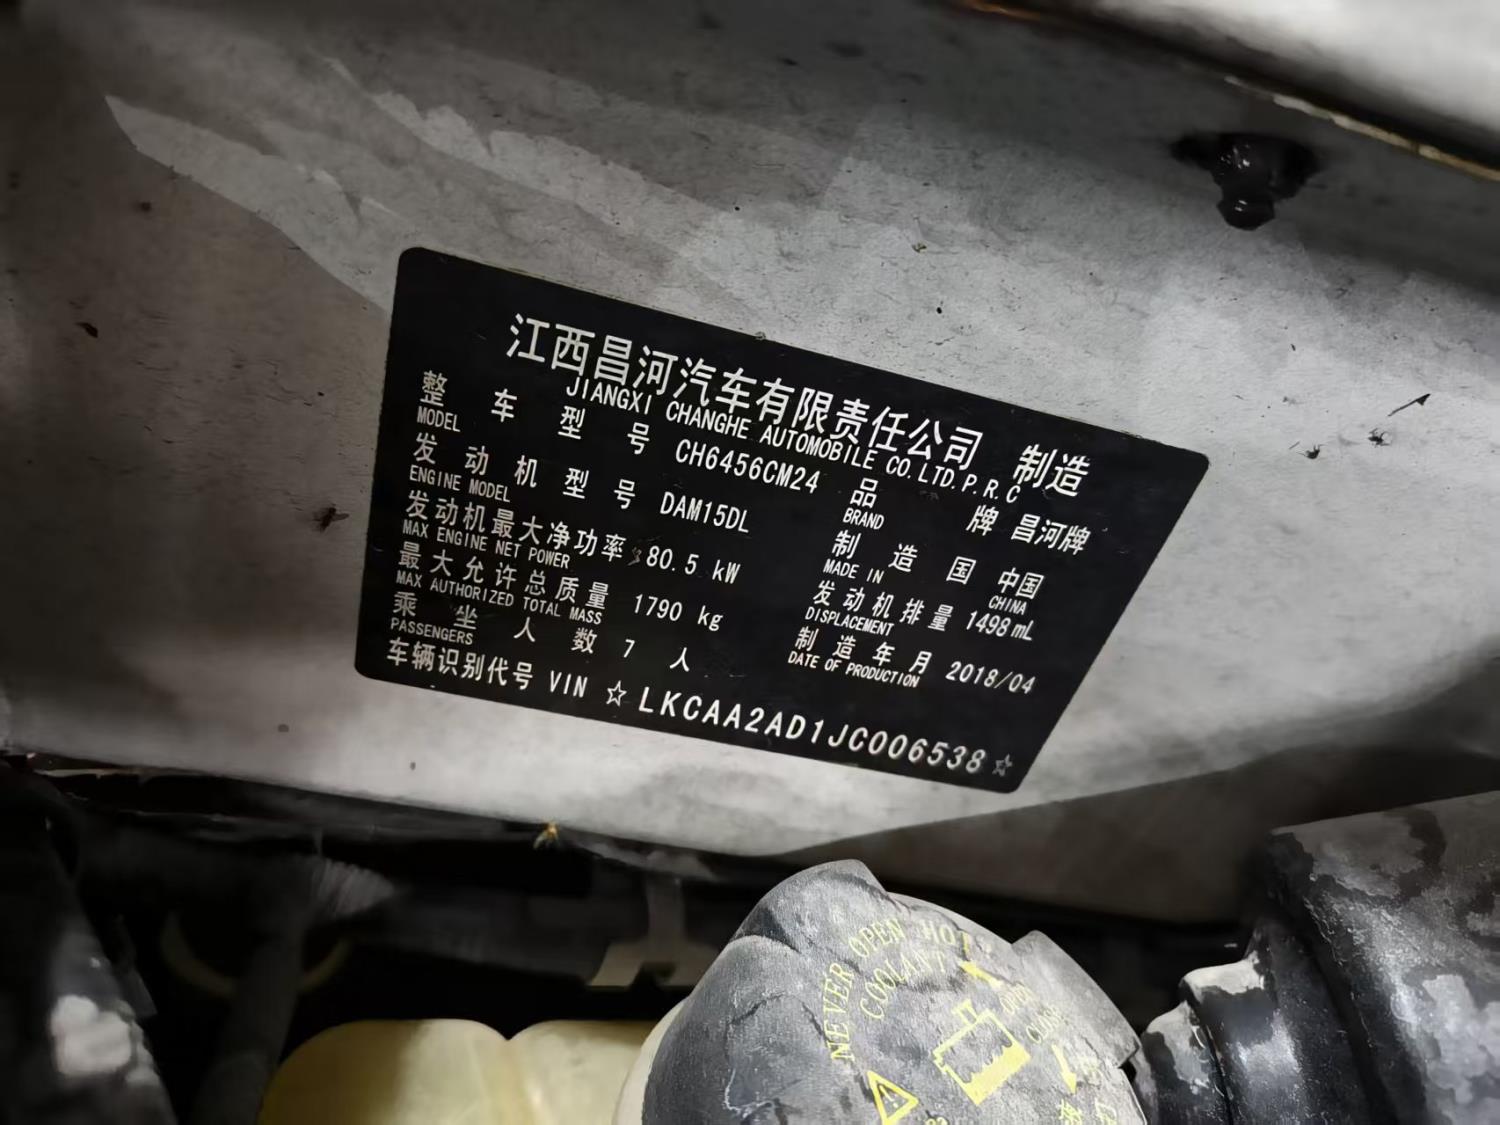 江西昌河汽车有限责任公司 制造
JIANGXI CHANGHE AUTOMOBILE CO.LTD.P.R.C
整车型号 CH6456CM24 品牌 昌河牌
MODEL BRAND
发动机型号 DAM15DL 制造国 中国
ENGINE MODEL MADE IN CHINA
发动机最大净功率 80.5 kW 发动机排量 1498mL
MAX ENGINE NET POWER DISPLACEMENT
最大允许总质量 1790 kg 制造年月 2018/04
MAX AUTHORIZED TOTAL MASS DATE OF PRODUCTION
乘坐人数 7 人
PASSENGERS
车辆识别代号 VIN ☆LKCAA2AD1JC006538☆
NEVER OPEN HOT
COOLANT
OPEN